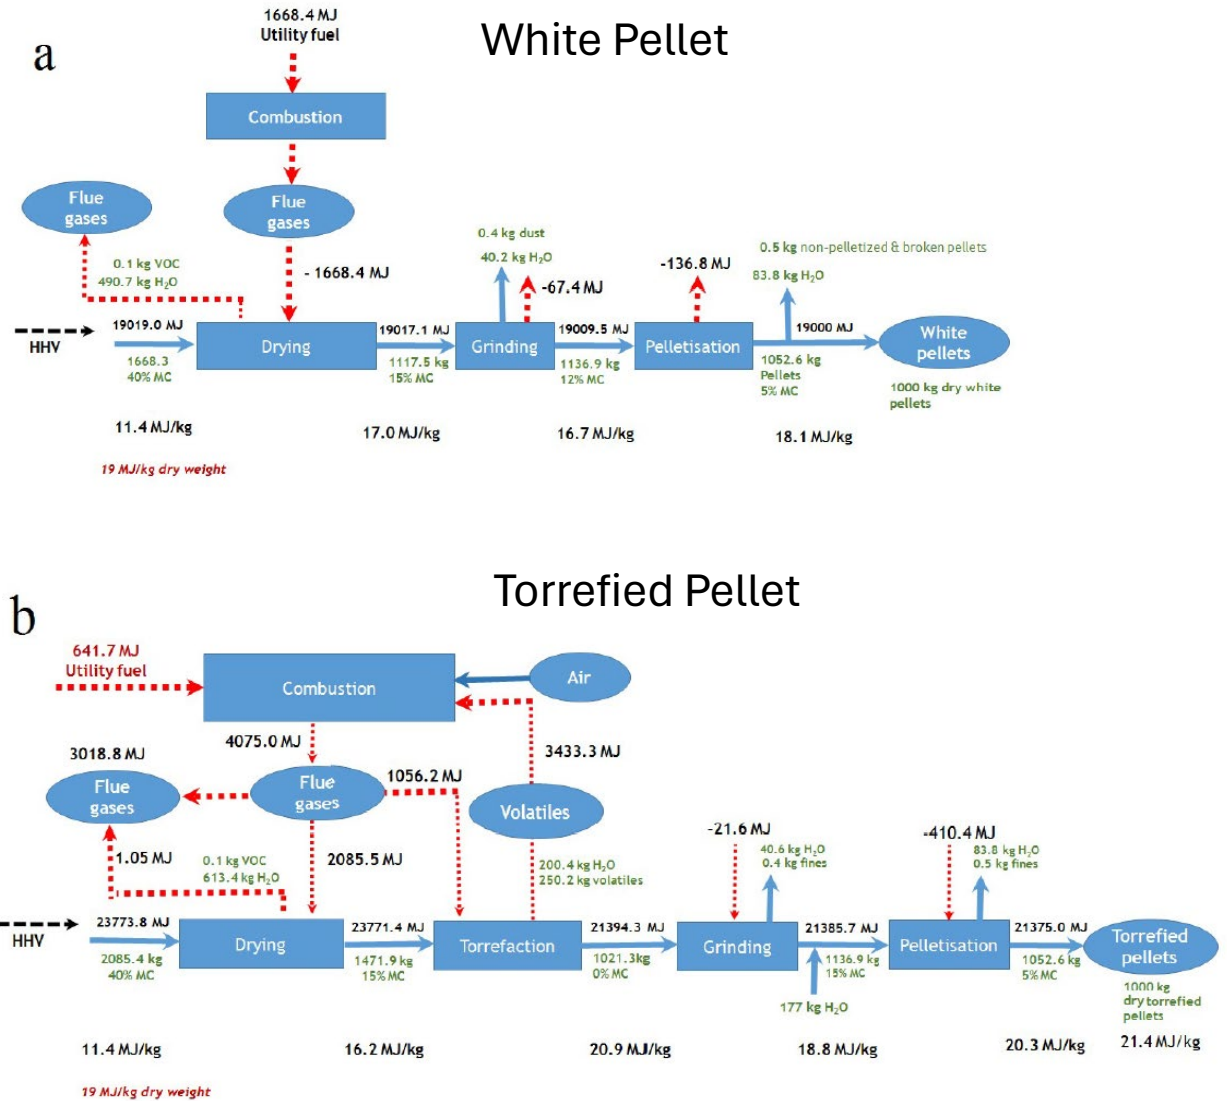 White Pellet
a
1668.4 MJ
Utility fuel
Combustion
Flue
gases
Flue
gases
0.1 kg VOC
490.7 kg H₂O
- 1668.4 MJ
0.4 kg dust
40.2 kg H₂O
-67.4 MJ
-136.8 MJ
0.5 kg non-pelletized & broken pellets
83.8 kg H₂O
HHV
19019.0 MJ
1668.3
40% MC
Drying
19017.1 MJ
1117.5 kg
15% MC
Grinding
19009.5 MJ
1136.9 kg
12% MC
Pelletisation
19000 MJ
1052.6 kg
Pellets
5% MC
White
pellets
1000 kg dry white
pellets
11.4 MJ/kg
17.0 MJ/kg
16.7 MJ/kg
18.1 MJ/kg
19 MJ/kg dry weight
Torrefied Pellet
b
641.7 MJ
Utility fuel
Combustion
Air
4075.0 MJ
3433.3 MJ
3018.8 MJ
Flue
gases
Flue
gases
1056.2 MJ
Volatiles
1.05 MJ
0.1 kg VOC
613.4 kg H₂O
2085.5 MJ
200.4 kg H₂O
250.2 kg volatiles
-21.6 MJ
40.6 kg H₂O
0.4 kg fines
-410.4 MJ
83.8 kg H₂O
0.5 kg fines
HHV
23773.8 MJ
2085.4 kg
40% MC
Drying
23771.4 MJ
1471.9 kg
15% MC
Torrefaction
21394.3 MJ
1021.3kg
0% MC
Grinding
21385.7 MJ
1136.9 kg
15% MC
177 kg H₂O
Pelletisation
21375.0 MJ
1052.6 kg
5% MC
Torrefied
pellets
1000 kg
dry torrefied
pellets
11.4 MJ/kg
16.2 MJ/kg
20.9 MJ/kg
18.8 MJ/kg
20.3 MJ/kg
21.4 MJ/kg
19 MJ/kg dry weight